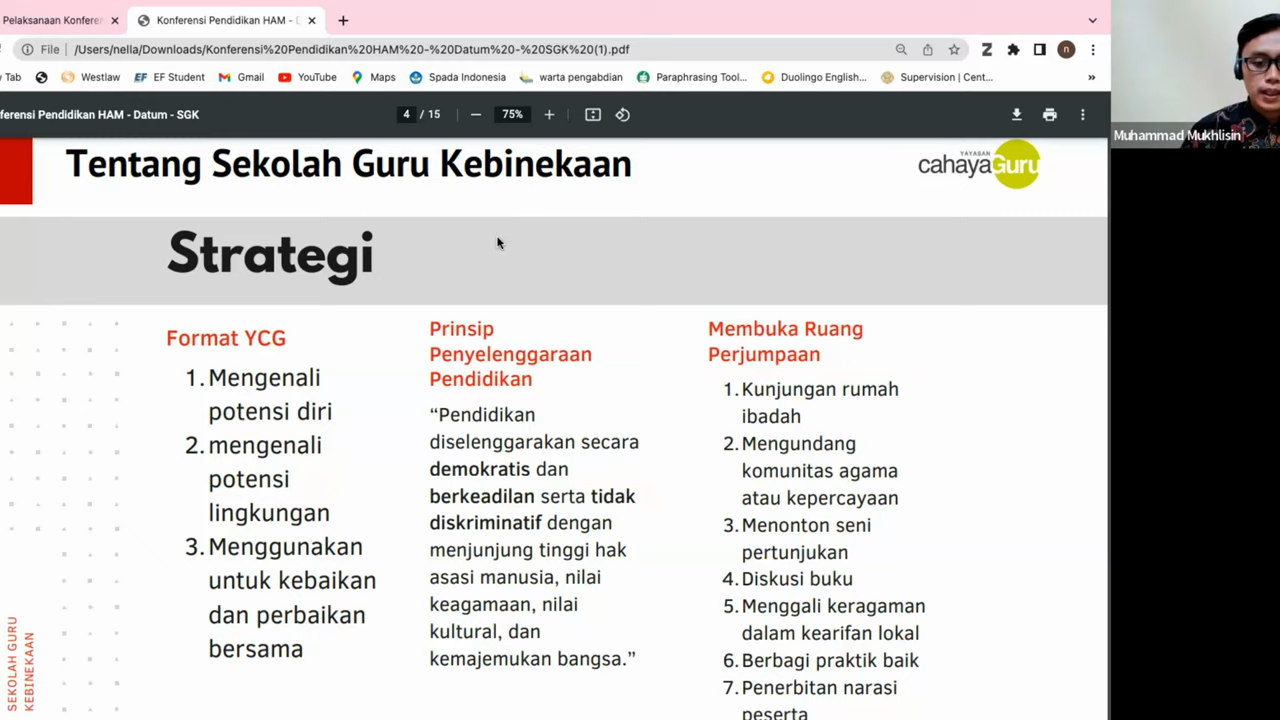 Pelaksanaan Konferen
Konferensi Pendidikan HAM - D
File
/Users/nella/Downloads/Konferensi%20Pendidikan%20HAM%20-%20Datum%20-%20SGK%20(1).pdf
n
Tab
Westlaw
EF
EF Student
Gmail
YouTube
Maps
Spada Indonesia
warta pengabdian
Paraphrasing Tool...
Duolingo English...
Supervision | Cent...
»
ferensi Pendidikan HAM - Datum - SGK
4 / 15
75%
Muhammad Mukhlisin
Tentang Sekolah Guru Kebinekaan
YAYASAN
cahayaGuru
Strategi
Format YCG
1. Mengenali
potensi diri
2. mengenali
potensi
lingkungan
3. Menggunakan
untuk kebaikan
dan perbaikan
bersama
Prinsip
Penyelenggaraan
Pendidikan
“Pendidikan
diselenggarakan secara
demokratis dan
berkeadilan serta tidak
diskriminatif dengan
menjunjung tinggi hak
asasi manusia, nilai
keagamaan, nilai
kultural, dan
kemajemukan bangsa.”
Membuka Ruang
Perjumpaan
1. Kunjungan rumah
ibadah
2. Mengundang
komunitas agama
atau kepercayaan
3. Menonton seni
pertunjukan
4. Diskusi buku
5. Menggali keragaman
dalam kearifan lokal
6. Berbagi praktik baik
7. Penerbitan narasi
peserta
SEKOLAH GURU
KEBINEKAAN